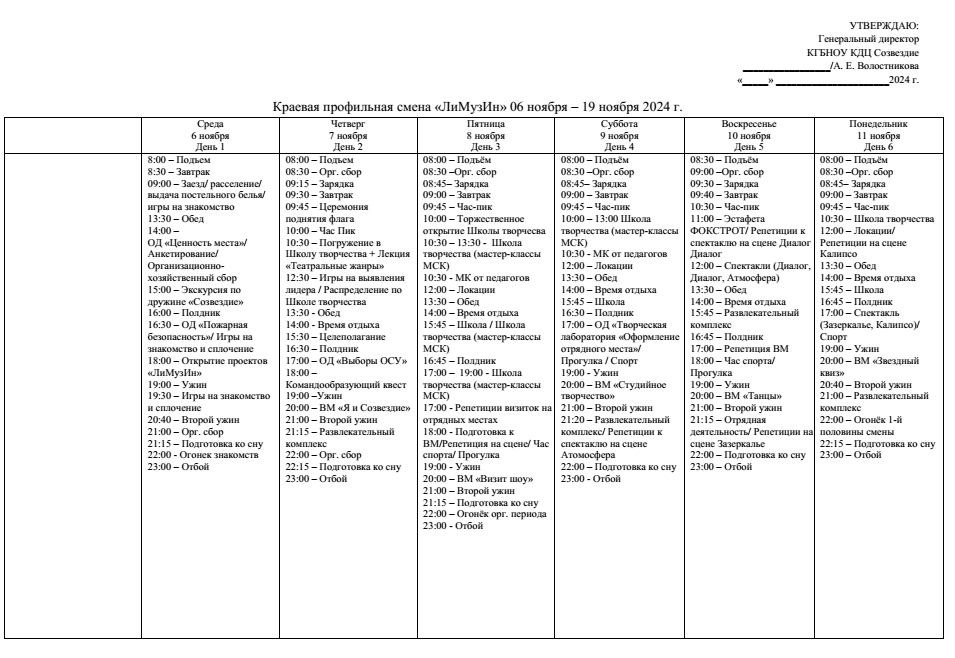 УТВЕРЖДАЮ:
Генеральный директор
КГБНОУ КДЦ Созвездие
_________________/А. Е. Волостникова
«_____» ______________________2024 г.
Краевая профильная смена «ЛиМузИн» 06 ноября – 19 ноября 2024 г.
Среда
6 ноября
День 1
Четверг
7 ноября
День 2
Пятница
8 ноября
День 3
Суббота
9 ноября
День 4
Воскресенье
10 ноября
День 5
Понедельник
11 ноября
День 6
8:00 – Подъем
8:30 – Завтрак
09:00 – Заезд/ расселение/
выдача постельного белья/
игры на знакомство
13:30 – Обед
14:00 –
ОД «Ценность места»/
Анкетирование/
Организационно-
хозяйственный сбор
15:00 – Экскурсия по
дружине «Созвездие»
16:00 – Полдник
16:30 – ОД «Пожарная
безопасность»/ Игры на
знакомство и сплочение
18:00 – Открытие проектов
«ЛиМузИн»
19:00 – Ужин
19:30 – Игры на знакомство
и сплочение
20:40 – Второй ужин
21:00 – Орг. сбор
21:15 – Подготовка ко сну
22:00 - Огонек знакомств
23:00 – Отбой
08:00 – Подъем
08:30 – Орг. сбор
09:15 – Зарядка
09:30 – Завтрак
09:45 – Церемония
поднятия флага
10:00 – Час Пик
10:30 – Погружение в
Школу творчества + Лекция
«Театральные жанры»
12:30 – Игры на выявления
лидера / Распределение по
Школе творчества
13:30 - Обед
14:00 - Время отдыха
15:30 – Целеполагание
16:30 – Полдник
17:00 – ОД «Выборы ОСУ»
18:00 –
Командообразующий квест
19:00 –Ужин
20:00 – ВМ «Я и Созвездие»
21:00 – Второй ужин
21:15 – Развлекательный
комплекс
22:00 – Орг. сбор
22:15 – Подготовка ко сну
23:00 – Отбой
08:00 – Подъём
08:30 –Орг. сбор
08:45– Зарядка
09:00 – Завтрак
09:45 – Час-пик
10:00 – Торжественное
открытие Школы творчесва
10:30 – 13:30 - Школа
творчества (мастер-классы
МСК)
10:30 - МК от педагогов
12:00 – Локации
13:30 – Обед
14:00 – Время отдыха
15:45 – Школа / Школа
творчества (мастер-классы
МСК)
16:45 – Полдник
17:00 – 19:00 - Школа
творчества (мастер-классы
МСК)
17:00 - Репетиции визиток на
отрядных местах
18:00 - Подготовка к
ВМ/Репетиция на сцене/ Час
спорта/ Прогулка
19:00 - Ужин
20:00 – ВМ «Визит шоу»
21:00 – Второй ужин
21:15 – Подготовка ко сну
22:00 – Огонёк орг. периода
23:00 - Отбой
08:00 – Подъём
08:30 –Орг. сбор
08:45– Зарядка
09:00 – Завтрак
09:45 – Час-пик
10:00 – 13:00 Школа
творчества (мастер-классы
МСК)
10:30 - МК от педагогов
12:00 – Локации
13:30 – Обед
14:00 – Время отдыха
15:45 – Школа
16:30 – Полдник
17:00 – ОД «Творческая
лаборатория «Оформление
отрядного места»/
Прогулка / Спорт
19:00 - Ужин
20:00 – ВМ «Студийное
творчество»
21:00 – Второй ужин
21:20 – Развлекательный
комплекс/ Репетиции к
спектаклю на сцене
Атомосфера
22:00 – Подготовка ко сну
23:00 - Отбой
08:30 – Подъём
09:00 –Орг. сбор
09:30 – Зарядка
09:40 – Завтрак
10:30 – Час-пик
11:00 – Эстафета
ФОКСТРОТ/ Репетиции к
спектаклю на сцене Диалог
Диалог
12:00 – Спектакли (Диалог,
Диалог, Атмосфера)
13:30 – Обед
14:00 – Время отдыха
15:45 – Развлекательный
комплекс
16:45 – Полдник
17:00 – Репетиция ВМ
18:00 – Час спорта/
Прогулка
19:00 – Ужин
20:00 – ВМ «Танцы»
21:00 – Второй ужин
21:15 – Отрядная
деятельность/ Репетиции на
сцене Зазеркалье
22:00 – Подготовка ко сну
23:00 – Отбой
08:00 – Подъём
08:30 –Орг. сбор
08:45– Зарядка
09:00 – Завтрак
09:45 – Час-пик
10:30 – Школа творчества
12:00 – Локации/
Репетиции на сцене
Калипсо
13:30 – Обед
14:00 – Время отдыха
15:45 – Школа
16:45 – Полдник
17:00 – Спектакль
(Зазеркалье, Калипсо)/
Спорт
19:00 – Ужин
20:00 – ВМ «Звездный
квиз»
20:40 – Второй ужин
21:00 – Развлекательный
комплекс
22:00 – Огонёк 1-й
половины смены
22:15 – Подготовка ко сну
23:00 – Отбой